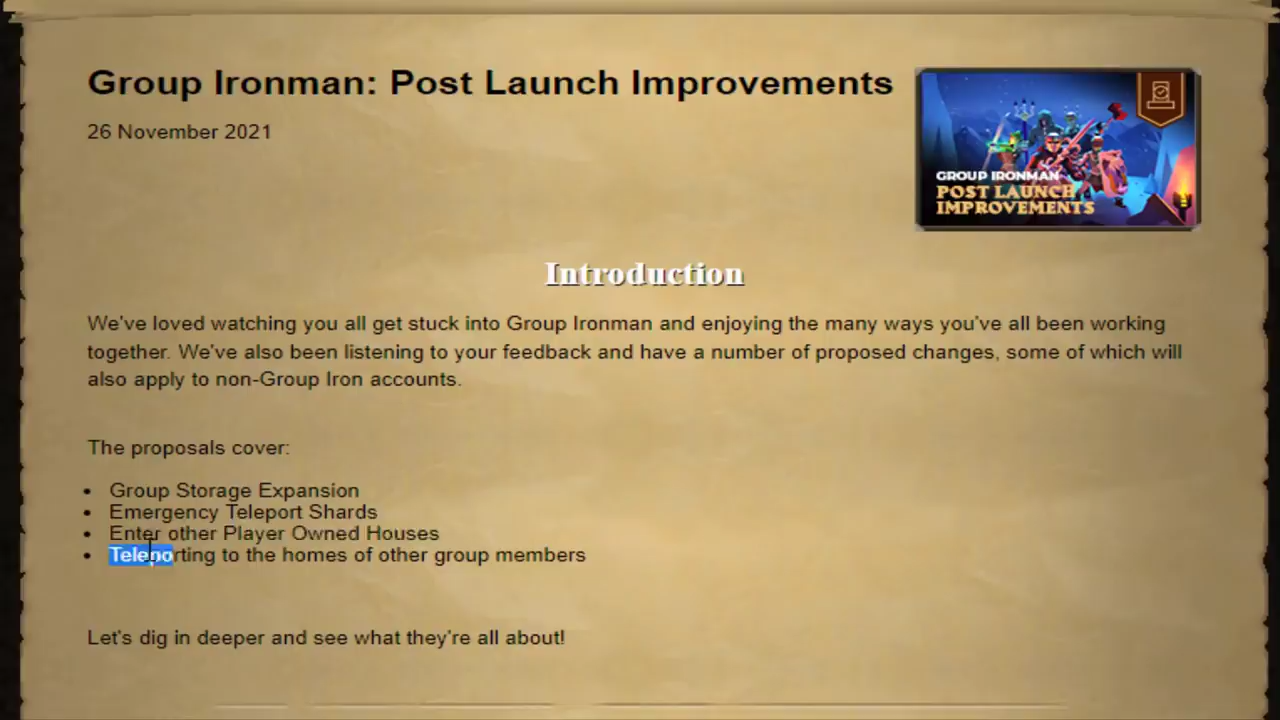 Group Ironman: Post Launch Improvements
26 November 2021
GROUP IRONMAN
POST LAUNCH
IMPROVEMENTS
Introduction
We've loved watching you all get stuck into Group Ironman and enjoying the many ways you've all been working
together. We've also been listening to your feedback and have a number of proposed changes, some of which will
also apply to non-Group Iron accounts.
The proposals cover:
• Group Storage Expansion
• Emergency Teleport Shards
• Enter other Player Owned Houses
• Teleporting to the homes of other group members
Let's dig in deeper and see what they're all about!